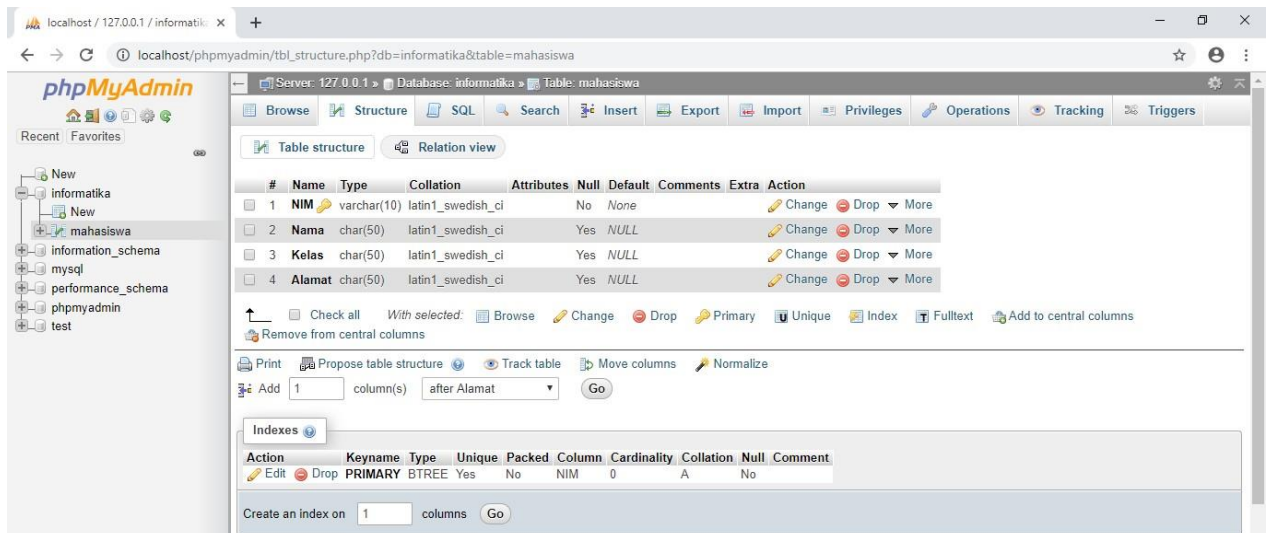 localhost / 127.0.0.1 / informatik
localhost/phpmyadmin/tbl_structure.php?db=informatika&table=mahasiswa
phpMyAdmin
Recent Favorites
New
informatika
New
mahasiswa
information_schema
mysql
performance_schema
phpmyadmin
test
Server: 127.0.0.1 » Database: informatika » Table: mahasiswa
Browse Structure SQL Search Insert Export Import Privileges Operations Tracking Triggers
Table structure Relation view
# Name Type Collation Attributes Null Default Comments Extra Action
1 NIM varchar(10) latin1_swedish_ci No None Change Drop More
2 Nama char(50) latin1_swedish_ci Yes NULL Change Drop More
3 Kelas char(50) latin1_swedish_ci Yes NULL Change Drop More
4 Alamat char(50) latin1_swedish_ci Yes NULL Change Drop More
Check all With selected: Browse Change Drop Primary Unique Index Fulltext Add to central columns
Remove from central columns
Print Propose table structure Track table Move columns Normalize
Add 1 column(s) after Alamat Go
Indexes
Action Keyname Type Unique Packed Column Cardinality Collation Null Comment
Edit Drop PRIMARY BTREE Yes No NIM 0 A No
Create an index on 1 columns Go